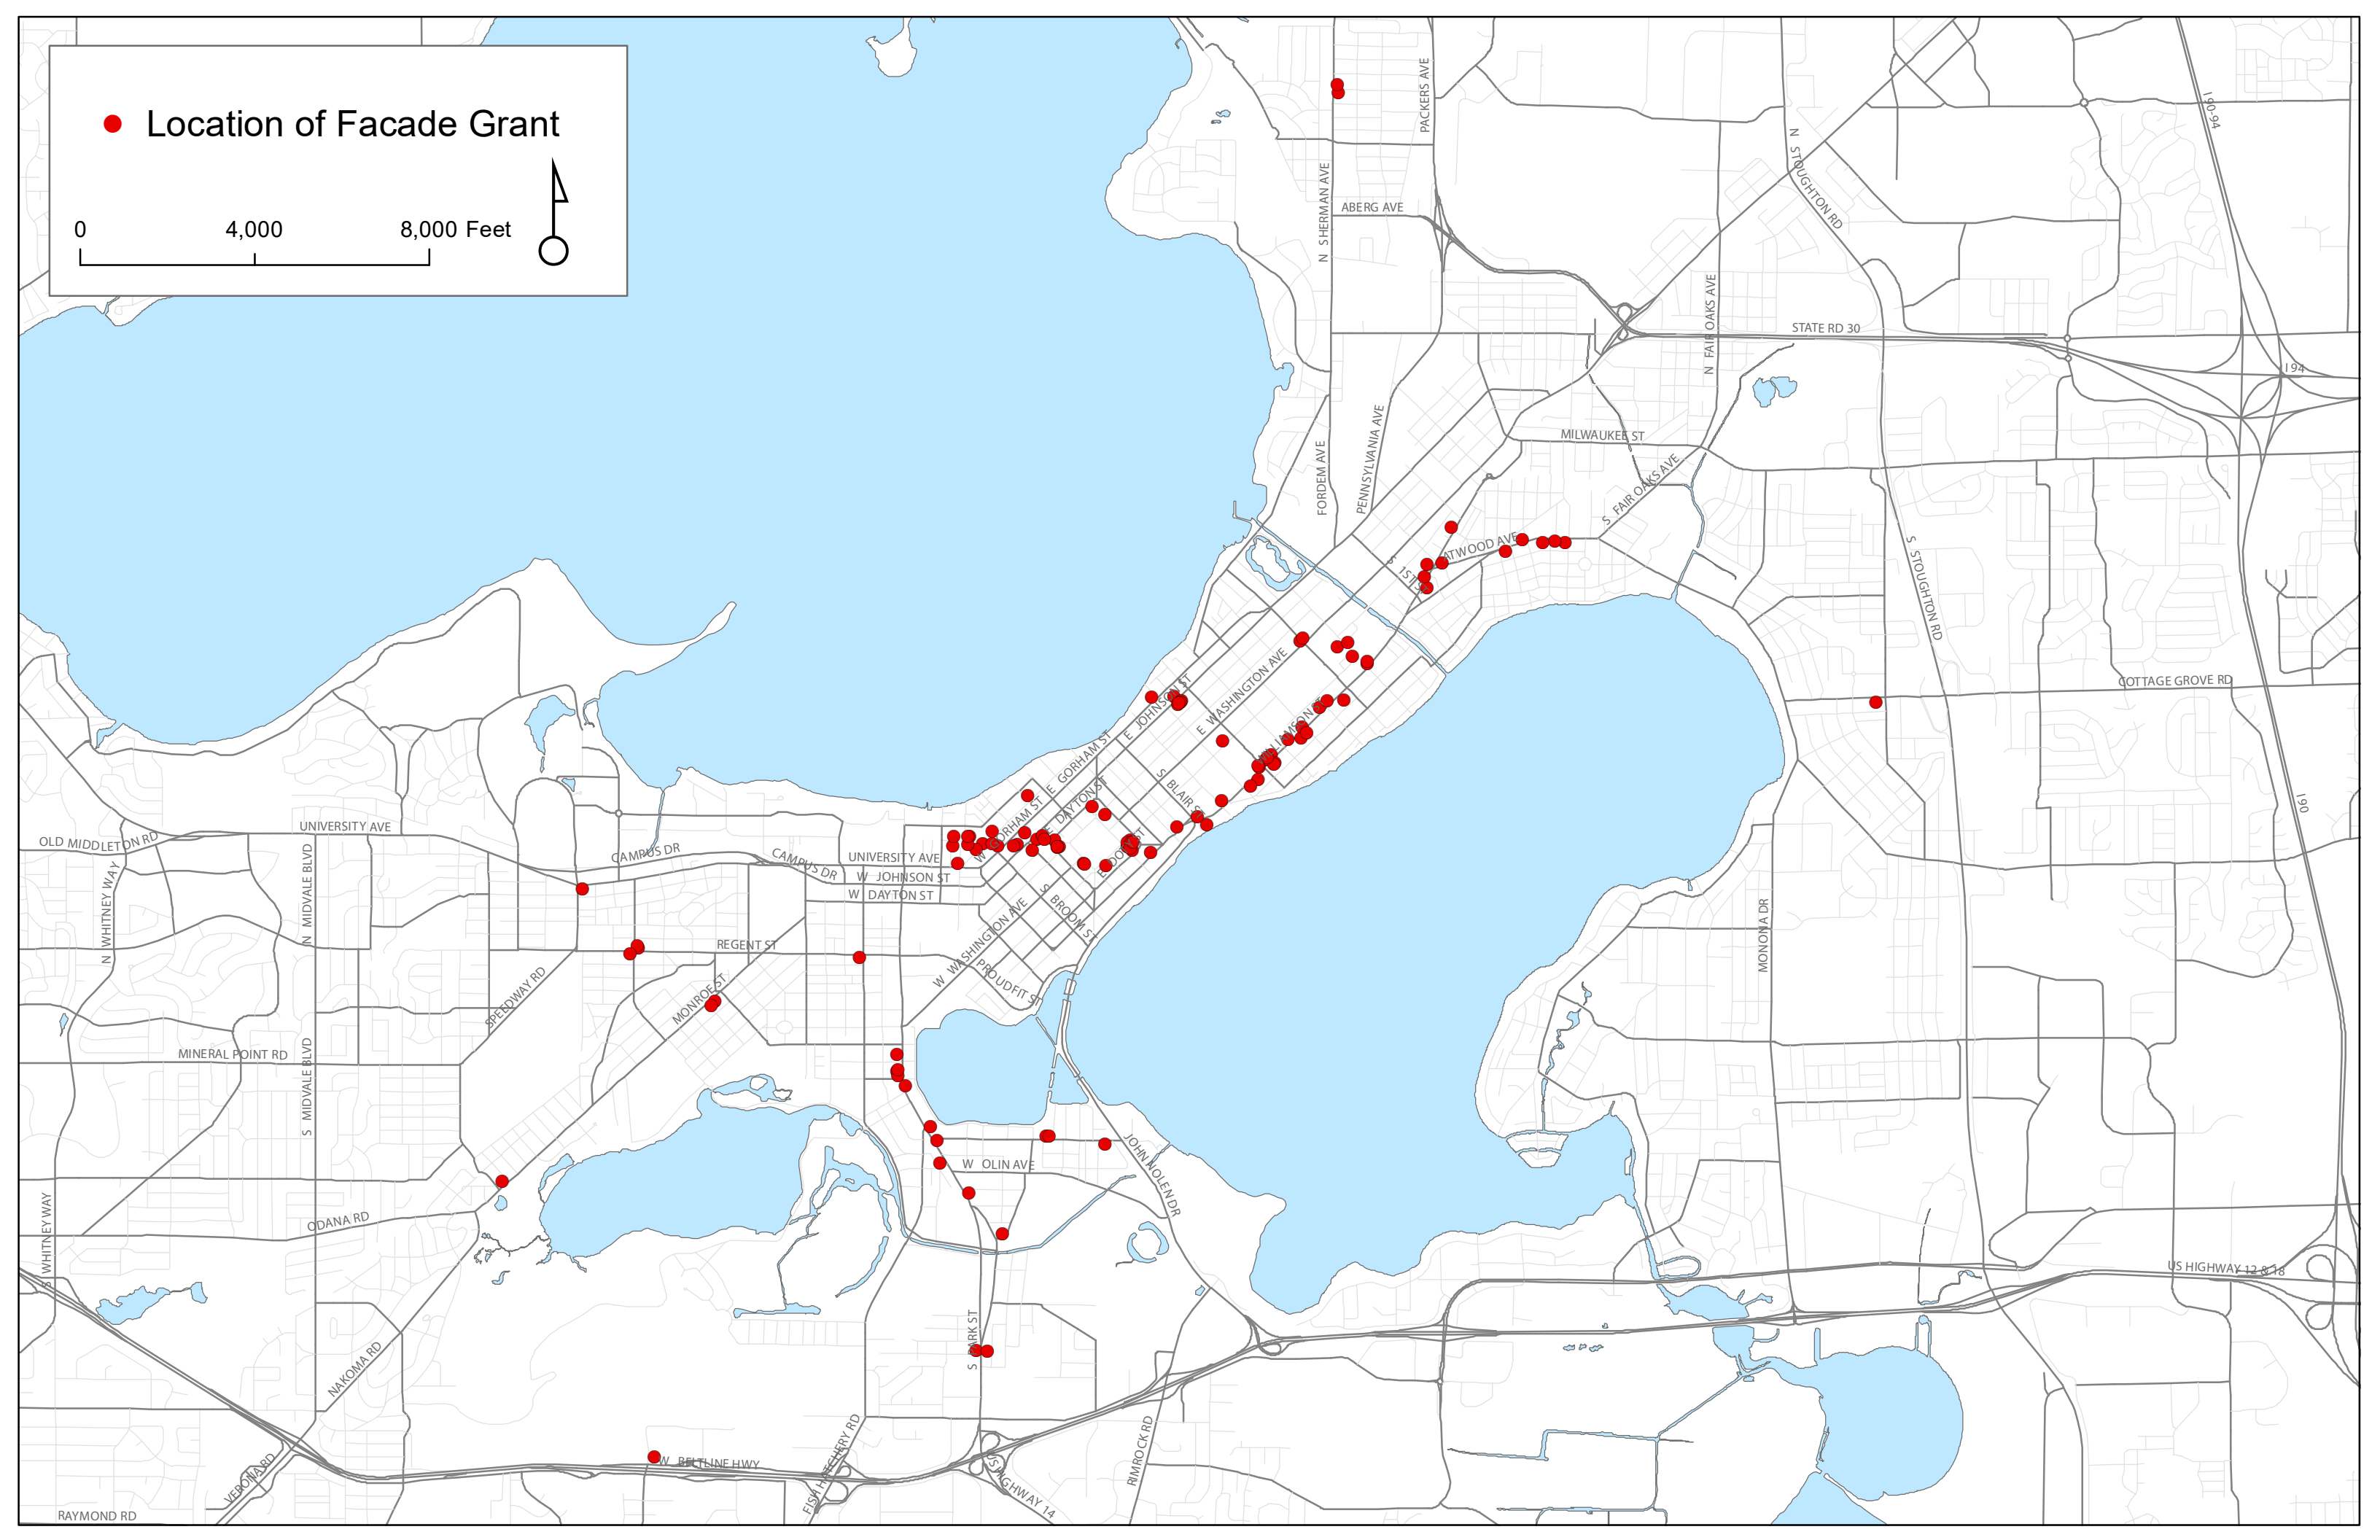 Location of Facade Grant
0 4,000 8,000 Feet
PACKERS AVE
N SHERMAN AVE
ABERG AVE
N STOUGHTON RD
S
I 90-94
N FAIR OAKS AVE
STATE RD 30
I 94
MILWAUKEE ST
S FAIR OAKS AVE
FORDEM AVE
PENNSYLVANIA AVE
ATWOOD AVE
S 1ST
S STOUGHTON RD
COTTAGE GROVE RD
E JOHNSON ST
E WASHINGTON AVE
WILLIAMSON ST
E GORHAM ST
E DAYTON ST
S BLAIR ST
I 90
OLD MIDDLETON RD
UNIVERSITY AVE
CAMPUS DR
CAMPUS DR
UNIVERSITY AVE
W GORHAM ST
W JOHNSON ST
W DAYTON ST
E DOTY ST
S BROOM ST
N WHITNEY WAY
N MIDVALE BLVD
W WASHINGTON AVE
PROUDFIT ST
REGENT ST
MONROE ST
SPEEDWAY RD
MONONA DR
MINERAL POINT RD
S MIDVALE BLVD
W OLIN AVE
JOHN NOLEN DR
S WHITNEY WAY
ODANA RD
US HIGHWAY 12 & 18
NAKOMA RD
S PARK ST
VERONA RD
W BELTLINE HWY
FISH HATCHERY RD
US HIGHWAY 14
RIMROCK RD
RAYMOND RD